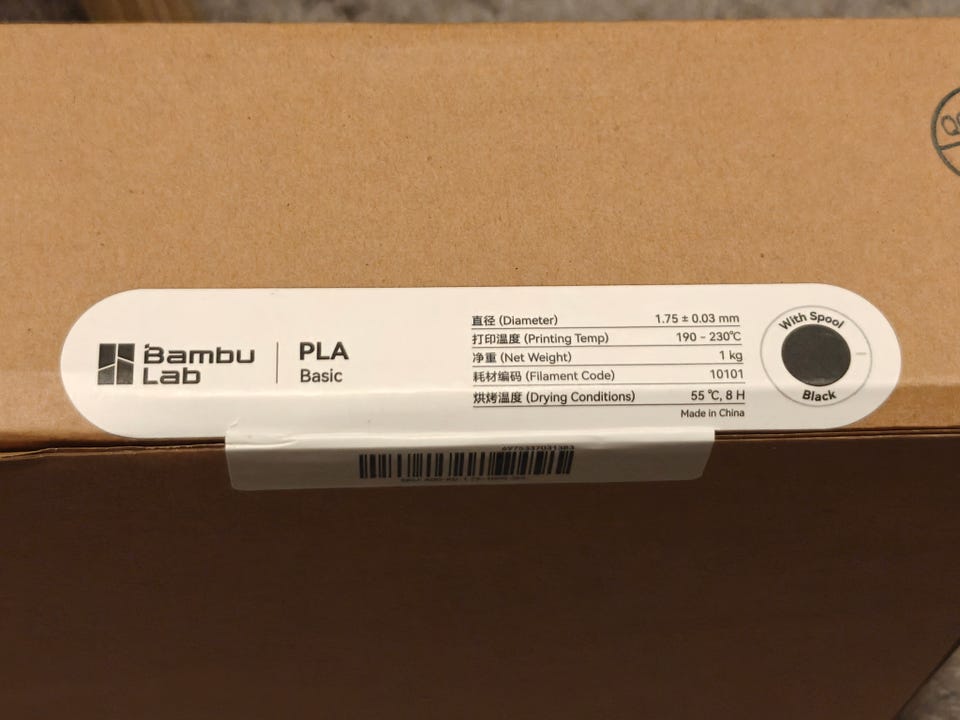 Bambu
Lab
PLA
Basic
直径 (Diameter) 1.75 ± 0.03 mm
打印温度 (Printing Temp) 190 - 230℃
净重 (Net Weight) 1 kg
耗材编码 (Filament Code) 10101
烘烤温度 (Drying Conditions) 55 ℃, 8 H
Made in China
With Spool
Black